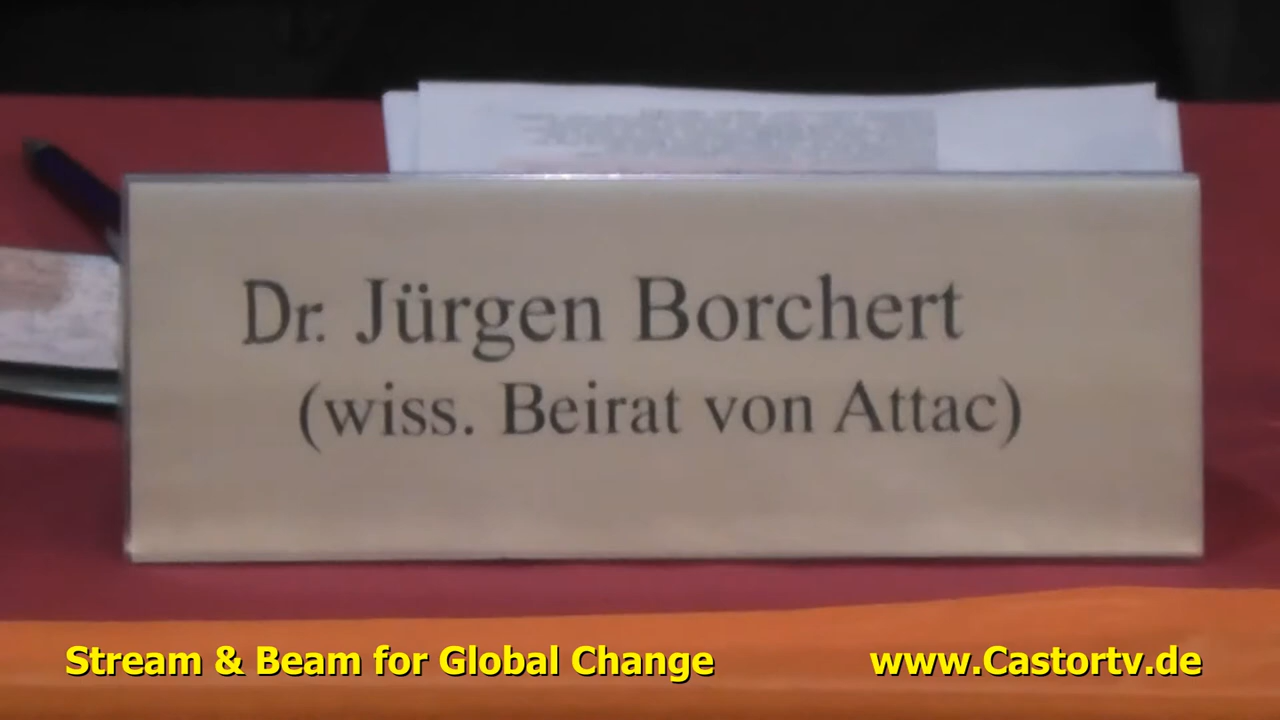 Dr. Jürgen Borchert
(wiss. Beirat von Attac)
Stream & Beam for Global Change
www.Castortv.de